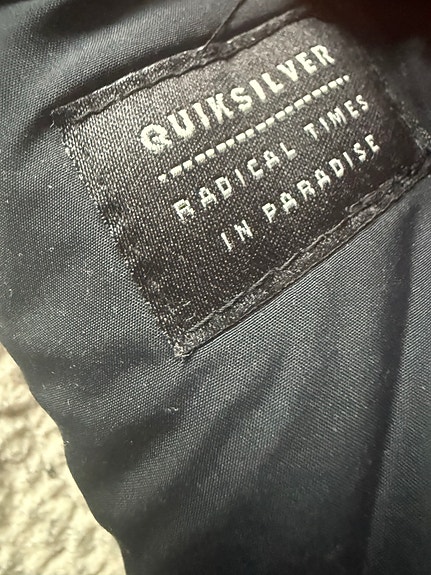 QUIKSILVER
RADICAL TIMES
IN PARADISE